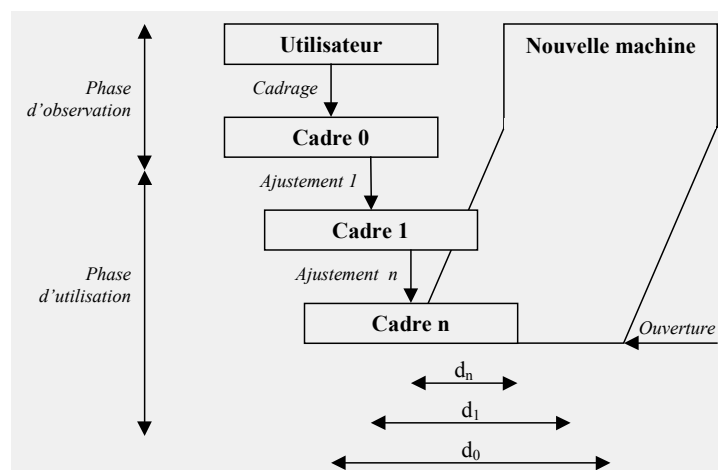 Utilisateur
Nouvelle machine
Phase
d’observation
Cadrage
Cadre 0
Ajustement 1
Cadre 1
Phase
d’utilisation
Ajustement n
Cadre n
Ouverture
dn
d1
d0